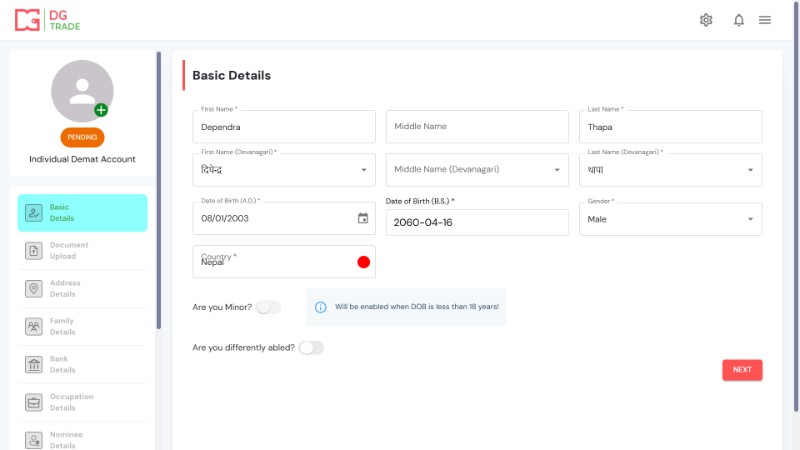 DG
TRADE
PENDING
Individual Demat Account
Basic
Details
Document
Upload
Address
Details
Family
Details
Bank
Details
Occupation
Details
Nominee
Details
Basic Details
First Name *
Dependra
Middle Name
Last Name *
Thapa
First Name (Devanagari) *
दिपेन्द्र
Middle Name (Devanagari)
Last Name (Devanagari) *
थापा
Date of Birth (A.D.) *
08/01/2003
Date of Birth (B.S.) *
2060-04-16
Gender *
Male
Country *
Nepal
Are you Minor?
Will be enabled when DOB is less than 18 years!
Are you differently abled?
NEXT